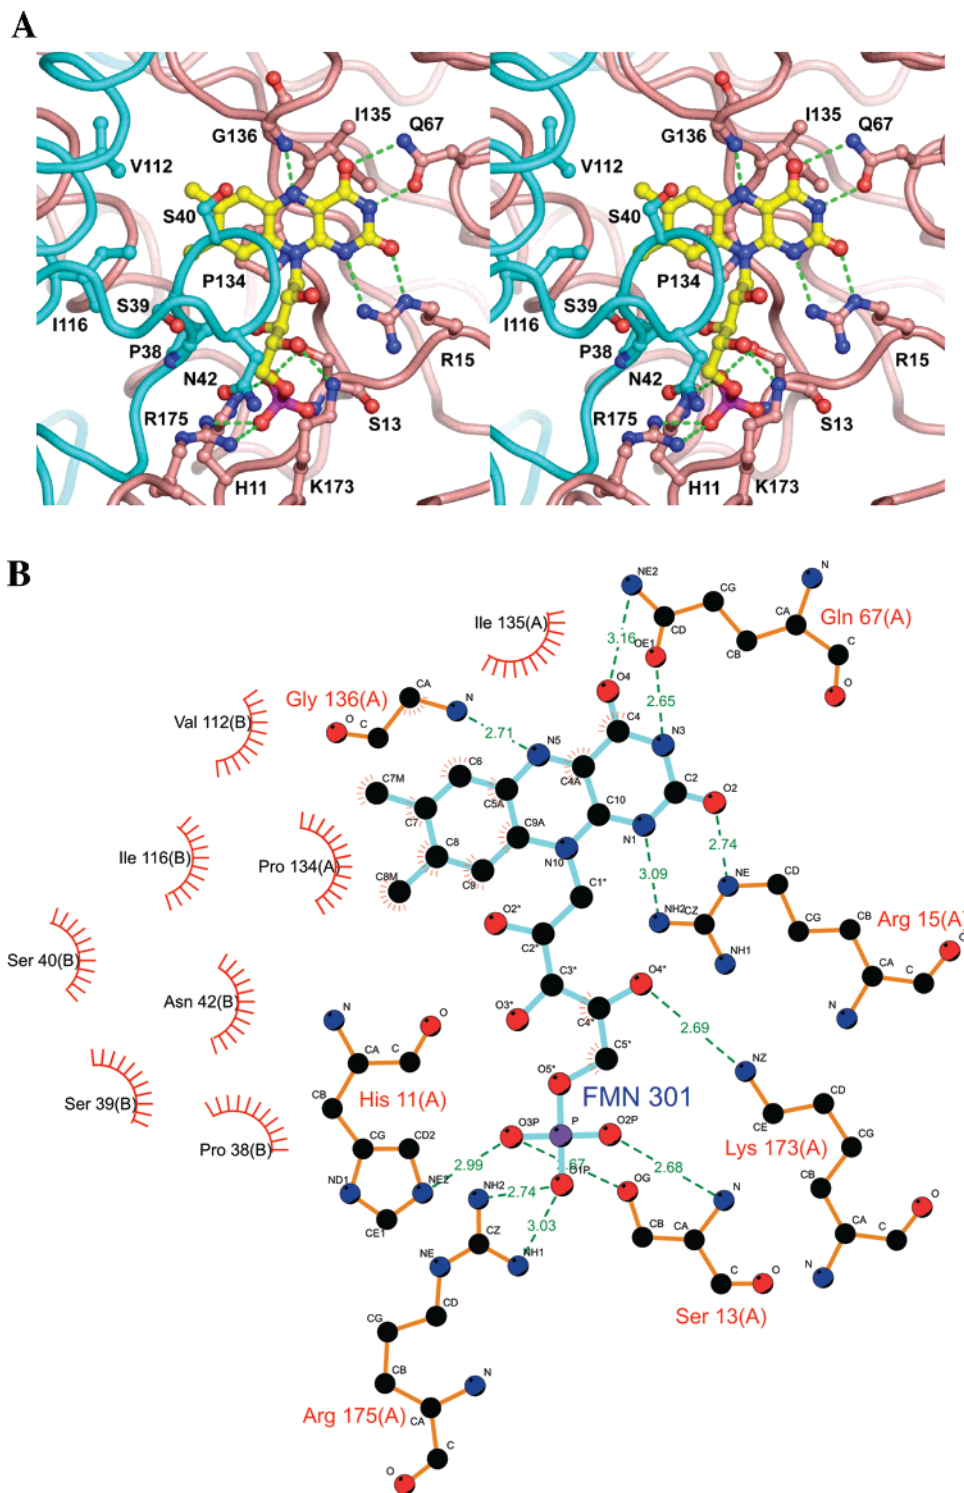 A
G136
I135
Q67
V112
S40
P134
S39
I116
P38
N42
R15
R175
S13
H11
K173
G136
I135
Q67
V112
S40
P134
S39
I116
P38
N42
R15
R175
S13
H11
K173
B
NE2
CG
N
CD
CA
Gln 67(A)
OE1
CB
C
O
3.16
2.65
Ile 135(A)
Gly 136(A)
CA
N
O
C
2.71
Val 112(B)
O4
C4
N3
N5
C4A
C2
O2
C6
C7M
C5A
C10
C7
C9A
N1
C8
N10
C9
C8M
C1*
Ile 116(B)
Pro 134(A)
2.74
3.09
NE
CD
NH2
CZ
CG
CB
Arg 15(A)
O
NH1
CA
C
N
O2*
C2*
C3*
O4*
O3*
C4*
C5*
O5*
2.69
Ser 40(B)
Asn 42(B)
N
O
CA
C
CB
His 11(A)
CG
CD2
ND1
NE2
CE1
Ser 39(B)
Pro 38(B)
FMN 301
NZ
CD
CE
Lys 173(A)
CG
CB
O
CA
C
N
O3P
P
O2P
O1P
2.99
.67
2.68
2.74
3.03
NH2
CZ
NH1
NE
CD
CG
CB
N
CA
Arg 175(A)
C
O
OG
N
CB
CA
C
O
Ser 13(A)